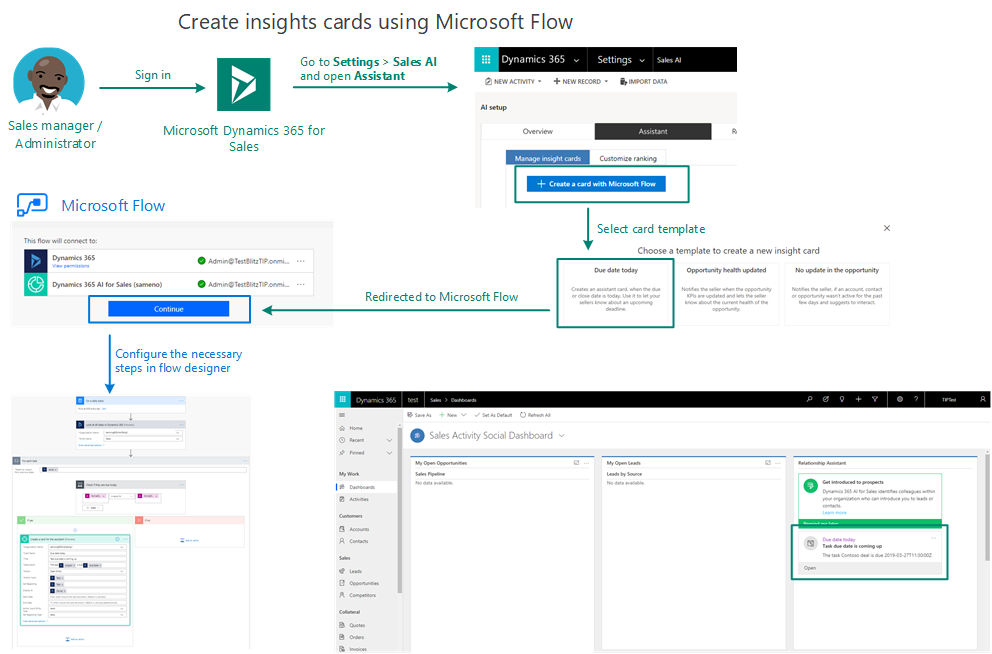 Create insights cards using Microsoft Flow
Sign in
Go to Settings > Sales AI
and open Assistant
Sales manager /
Administrator
Microsoft Dynamics 365 for
Sales
Dynamics 365
Settings
Sales AI
NEW ACTIVITY
NEW RECORD
IMPORT DATA
AI setup
Overview
Assistant
Manage insight cards
Customize ranking
+ Create a card with Microsoft Flow
Select card template
Choose a template to create a new insight card
Due date today
Creates an assistant card, when the due
or close date is today. Use it to let your
sellers know about an upcoming
deadline.
Opportunity health updated
Notifies the seller when the opportunity
KPIs are updated and lets the seller
know about the current health of the
opportunity.
No update in the opportunity
Notifies the seller, if an account, contact
or opportunity wasn't active for the past
few days and suggests to interact.
Redirected to Microsoft Flow
Microsoft Flow
This flow will connect to:
Dynamics 365
View permissions
Admin@TestBlitzTIP.onmi...
Dynamics 365 AI for Sales (sameno)
Admin@TestBlitzTIP.onmi...
Continue
Configure the necessary
steps in flow designer
Dynamics 365
test
Sales > Dashboards
TIPTest
Save As
New
Set As Default
Refresh All
Home
Recent
Pinned
My Work
Dashboards
Activities
Customers
Accounts
Contacts
Sales
Leads
Opportunities
Competitors
Collateral
Quotes
Orders
Invoices
Sales Activity Social Dashboard
My Open Opportunities
Sales Pipeline
No data available.
My Open Leads
Leads by Source
No data available.
Relationship Assistant
Get introduced to prospects
Dynamics 365 AI for Sales identifies colleagues within
your organization who can introduce you to leads or
contacts.
Learn more
Due date today
Task due date is coming up
The task Contoso deal is due 2019-03-27T11:30:00Z
Open